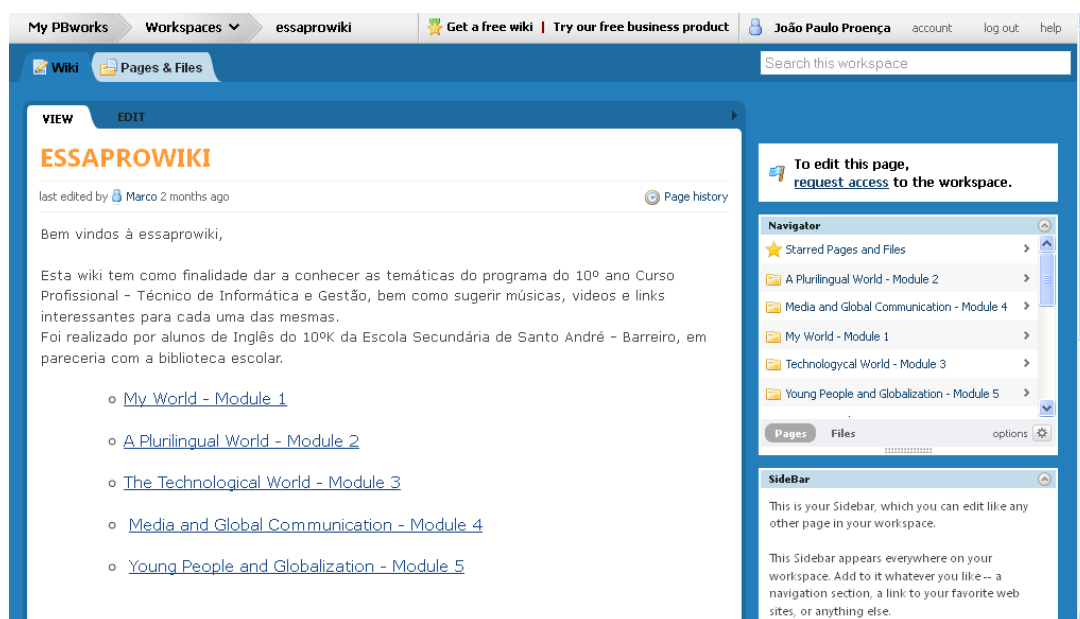 My PBworks Workspaces essaprowiki Get a free wiki | Try our free business product João Paulo Proença account log out help
Wiki Pages & Files Search this workspace
VIEW EDIT
ESSAPROWIKI
last edited by Marco 2 months ago Page history
Bem vindos à essaprowiki,
Esta wiki tem como finalidade dar a conhecer as temáticas do programa do 10º ano Curso
Profissional - Técnico de Informática e Gestão, bem como sugerir músicas, videos e links
interessantes para cada uma das mesmas.
Foi realizado por alunos de Inglês do 10ºK da Escola Secundária de Santo André - Barreiro, em
pareceria com a biblioteca escolar.
My World - Module 1
A Plurilingual World - Module 2
The Technological World - Module 3
Media and Global Communication - Module 4
Young People and Globalization - Module 5
To edit this page,
request access to the workspace.
Navigator
Starred Pages and Files
A Plurilingual World - Module 2
Media and Global Communication - Module 4
My World - Module 1
Technologycal World - Module 3
Young People and Globalization - Module 5
Pages Files options
SideBar
This is your Sidebar, which you can edit like any
other page in your workspace.
This Sidebar appears everywhere on your
workspace. Add to it whatever you like -- a
navigation section, a link to your favorite web
sites, or anything else.